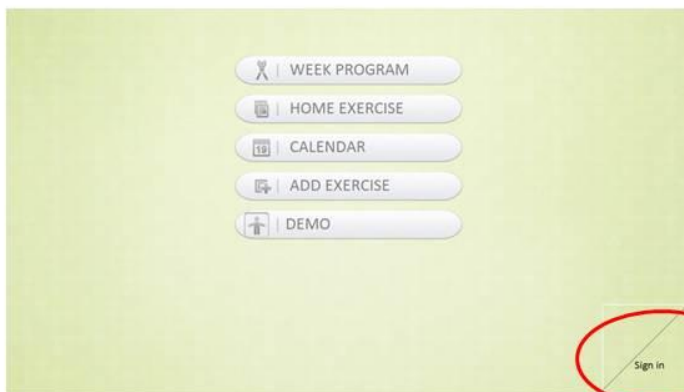 WEEK PROGRAM
HOME EXERCISE
19 CALENDAR
ADD EXERCISE
DEMO
Sign in